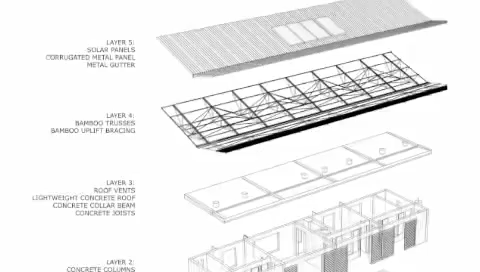 LAYER 5:
SOLAR PANELS
CORRUGATED METAL PANEL
METAL GUTTER
LAYER 4:
BAMBOO TRUSSES
BAMBOO UPLIFT BRACING
LAYER 3:
ROOF VENTS
LIGHTWEIGHT CONCRETE ROOF
CONCRETE COLLAR BEAM
CONCRETE JOISTS
LAYER 2:
CONCRETE COLUMNS